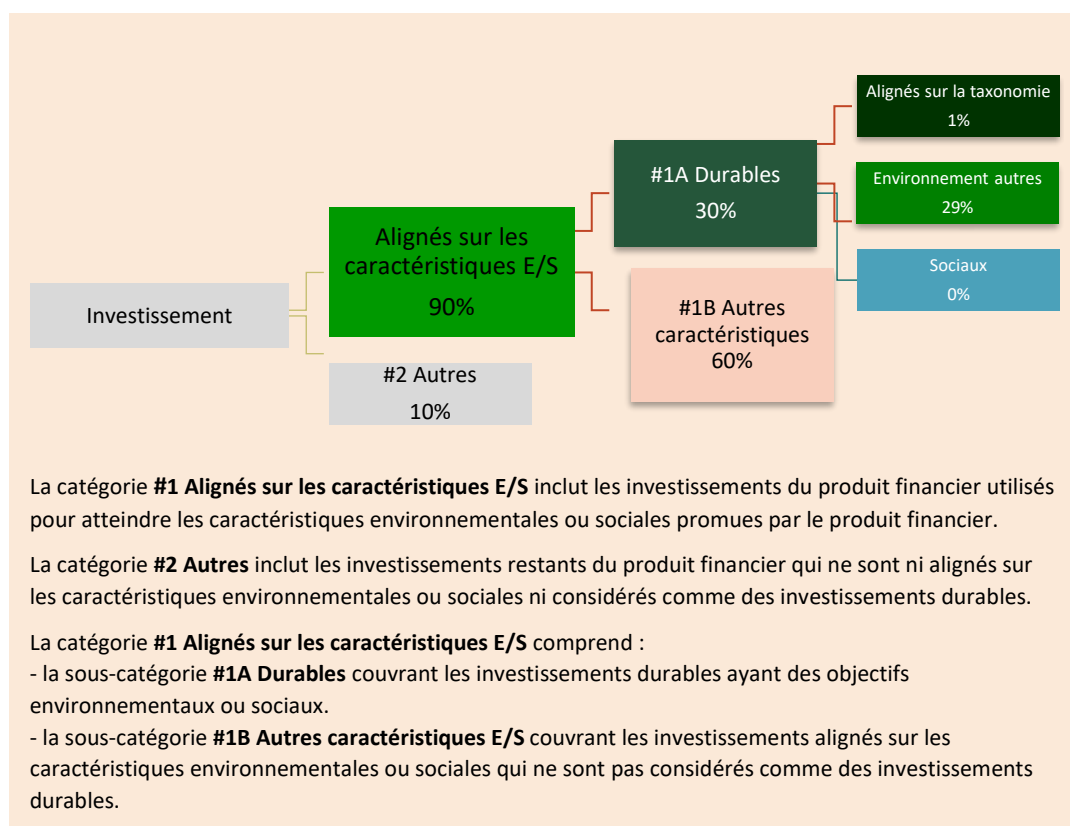 Alignés sur la taxonomie
1%
#1A Durables
30%
Environnement autres
29%
Alignés sur les
caractéristiques E/S
90%
Sociaux
0%
Investissement
#1B Autres
caractéristiques
60%
#2 Autres
10%
La catégorie #1 Alignés sur les caractéristiques E/S inclut les investissements du produit financier utilisés
pour atteindre les caractéristiques environnementales ou sociales promues par le produit financier.
La catégorie #2 Autres inclut les investissements restants du produit financier qui ne sont ni alignés sur
les caractéristiques environnementales ou sociales ni considérés comme des investissements durables.
La catégorie #1 Alignés sur les caractéristiques E/S comprend :
- la sous-catégorie #1A Durables couvrant les investissements durables ayant des objectifs
environnementaux ou sociaux.
- la sous-catégorie #1B Autres caractéristiques E/S couvrant les investissements alignés sur les
caractéristiques environnementales ou sociales qui ne sont pas considérés comme des investissements
durables.